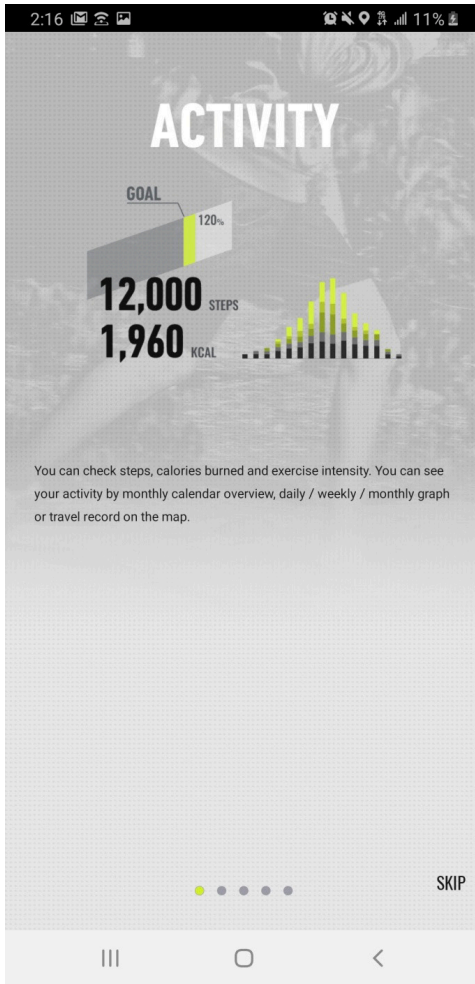 2:16
11%
ACTIVITY
GOAL
120%
12,000 STEPS
1,960 KCAL
You can check steps, calories burned and exercise intensity. You can see
your activity by monthly calendar overview, daily / weekly / monthly graph
or travel record on the map.
SKIP